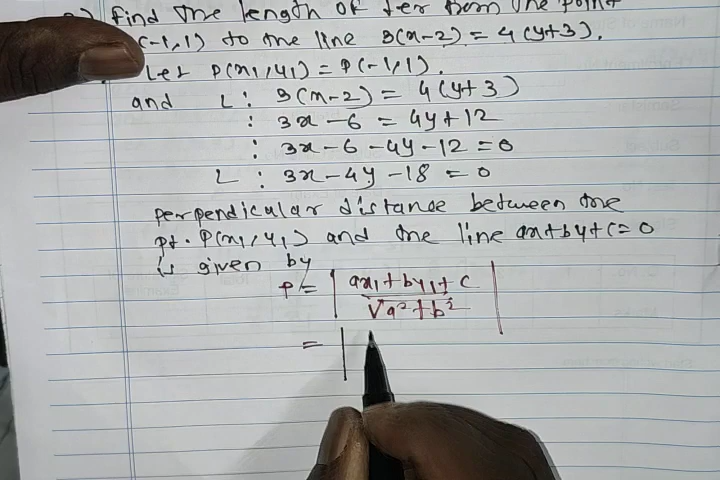 Find the length of per from the point
(-1,1) to the line 3(x-2) = 4(y+3).
Let P(x1,y1) = P(-1,1).
and L : 3(x-2) = 4(y+3)
: 3x - 6 = 4y + 12
: 3x - 6 - 4y - 12 = 0
L : 3x - 4y - 18 = 0
perpendicular distance between the
pt. P(x1,y1) and the line ax+by+c=0
is given by
P = | ax1+by1+c / √a²+b² |
= |